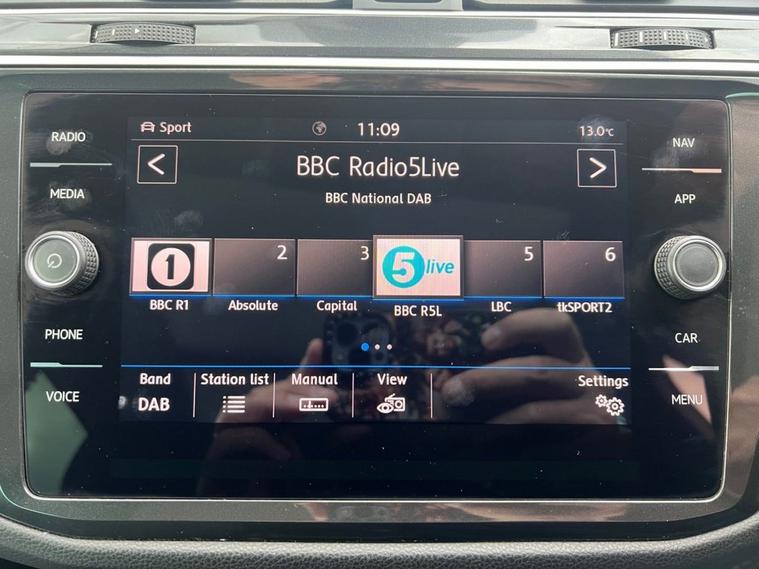 RADIO
MEDIA
PHONE
VOICE
Sport
11:09
13.0°C
BBC Radio5Live
BBC National DAB
1
2
3
5 live
5
6
BBC R1
Absolute
Capital
BBC R5L
LBC
tkSPORT2
Band
Station list
Manual
View
Settings
DAB
NAV
APP
CAR
MENU